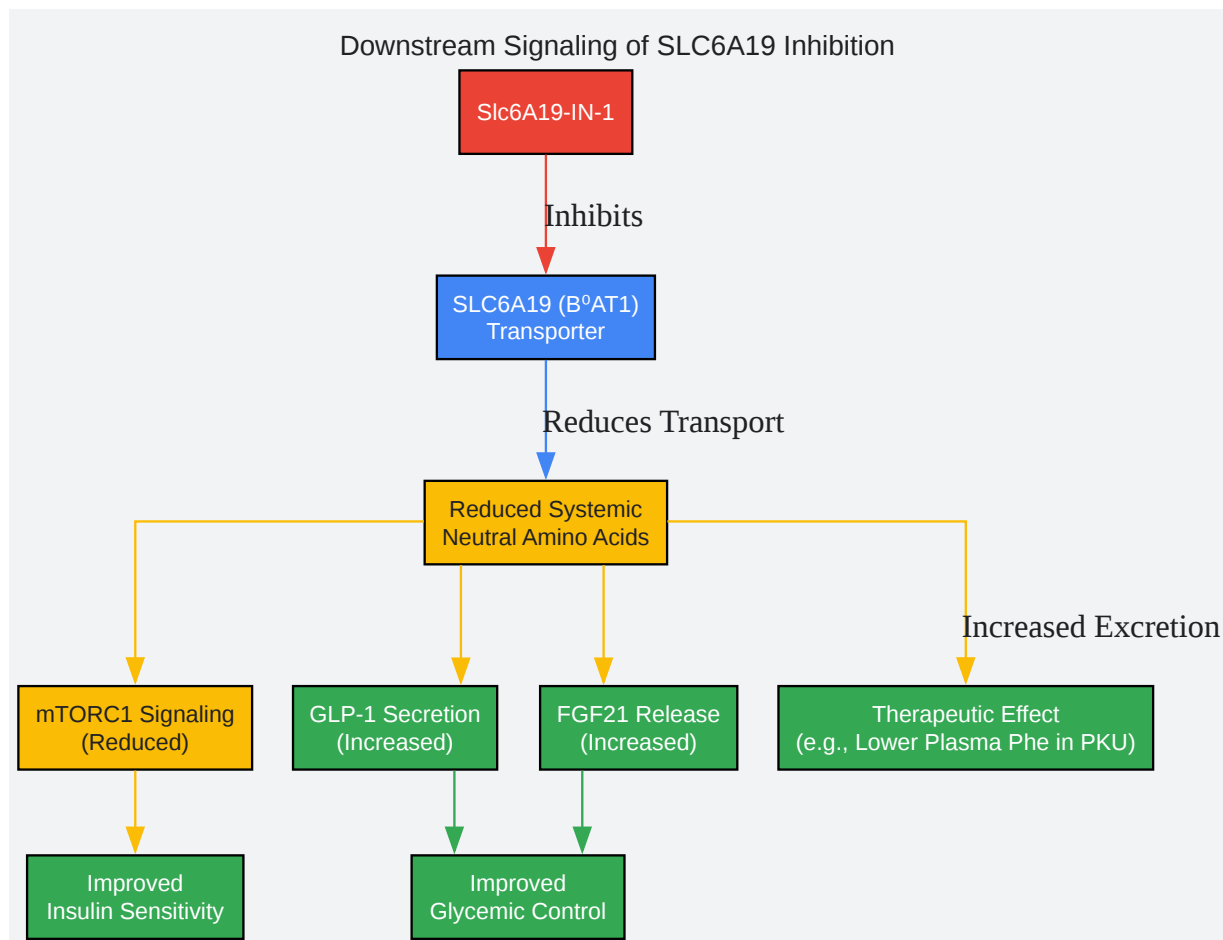 Downstream Signaling of SLC6A19 Inhibition
Slc6A19-IN-1
Inhibits
SLC6A19 (B⁰AT1)
Transporter
Reduces Transport
Reduced Systemic
Neutral Amino Acids
Increased Excretion
mTORC1 Signaling
(Reduced)
GLP-1 Secretion
(Increased)
FGF21 Release
(Increased)
Therapeutic Effect
(e.g., Lower Plasma Phe in PKU)
Improved
Insulin Sensitivity
Improved
Glycemic Control